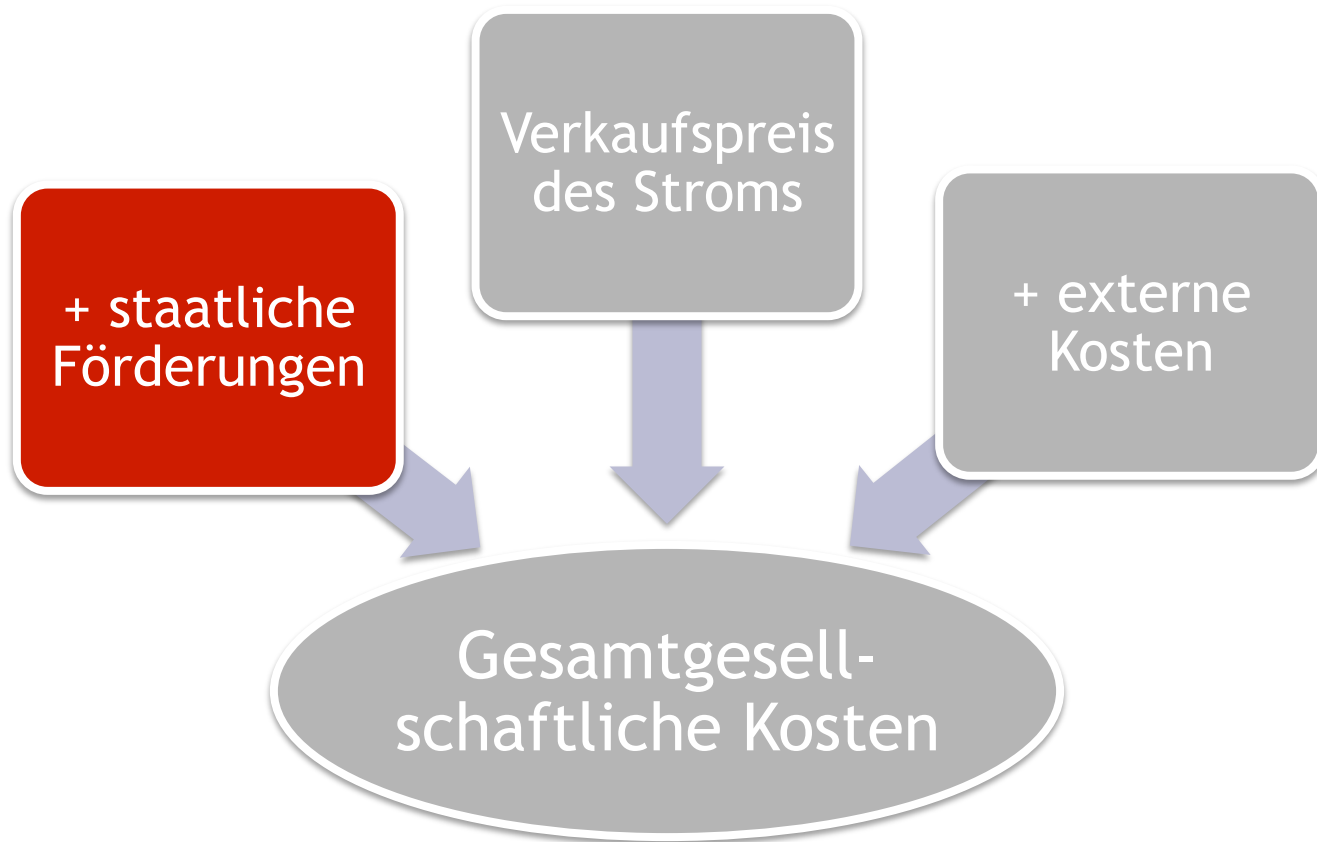 Verkaufspreis
des Stroms
+ staatliche
Förderungen
+ externe
Kosten
Gesamtgesell-
schaftliche Kosten